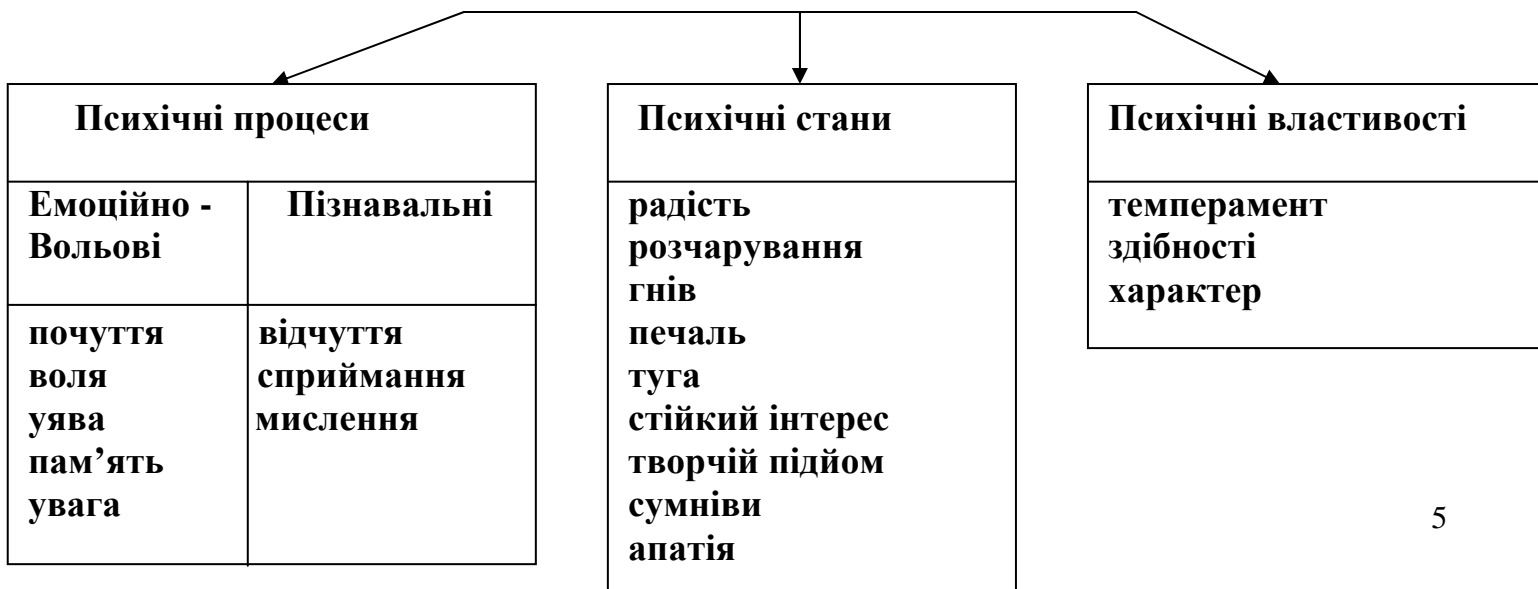 Психічні процеси
Емоційно -
Вольові
Пізнавальні
почуття
воля
уява
пам’ять
увага
відчуття
сприймання
мислення
Психічні стани
радість
розчарування
гнів
печаль
туга
стійкий інтерес
творчій підйом
сумніви
апатія
Психічні властивості
темперамент
здібності
характер
5